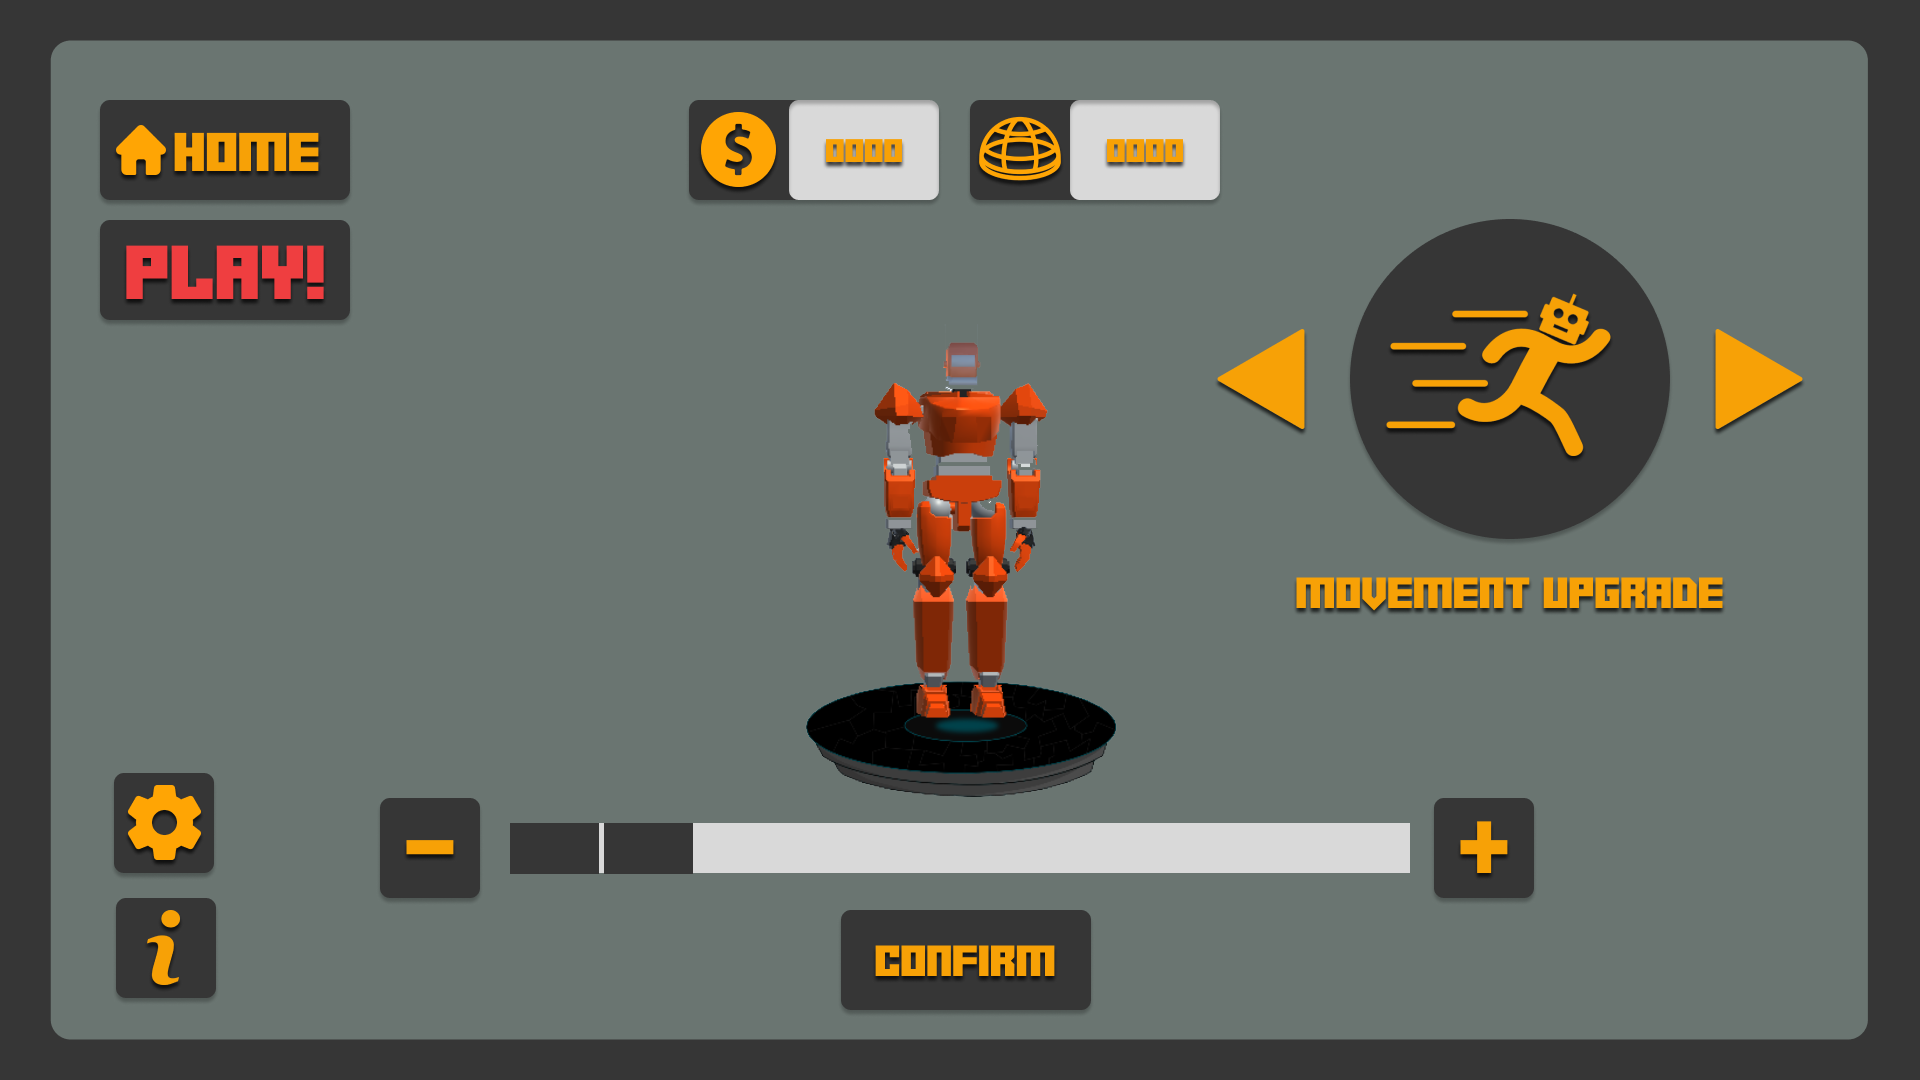 HOME
$ 0000
0000
PLAY!
MOVEMENT UPGRADE
-
+
i
CONFIRM